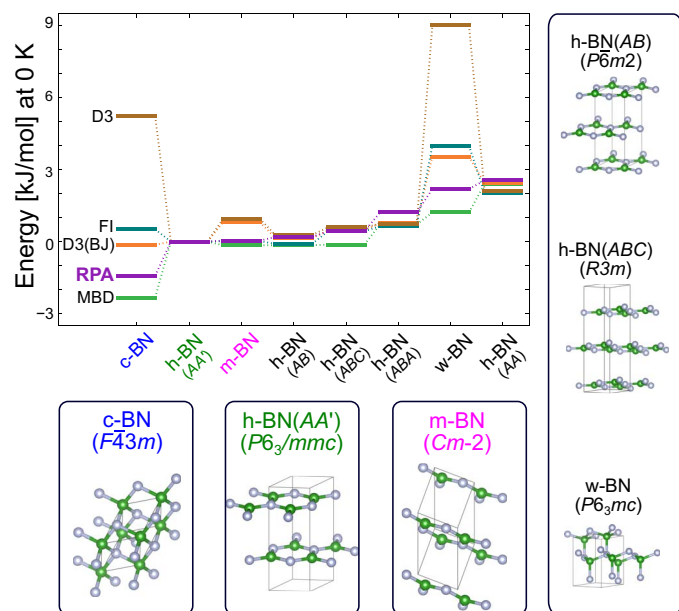 Energy [kJ/mol] at 0 K
9
6
3
0
−3
D3
FI
D3(BJ)
RPA
MBD
c-BN
h-BN
(AA')
m-BN
h-BN
(AB)
h-BN
(ABC)
h-BN
(ABA)
w-BN
h-BN
(AA)
h-BN(AB)
(P6̅m2)
h-BN(ABC)
(R3m)
w-BN
(P6₃mc)
c-BN
(F4̅3m)
h-BN(AA')
(P6₃/mmc)
m-BN
(Cm-2)